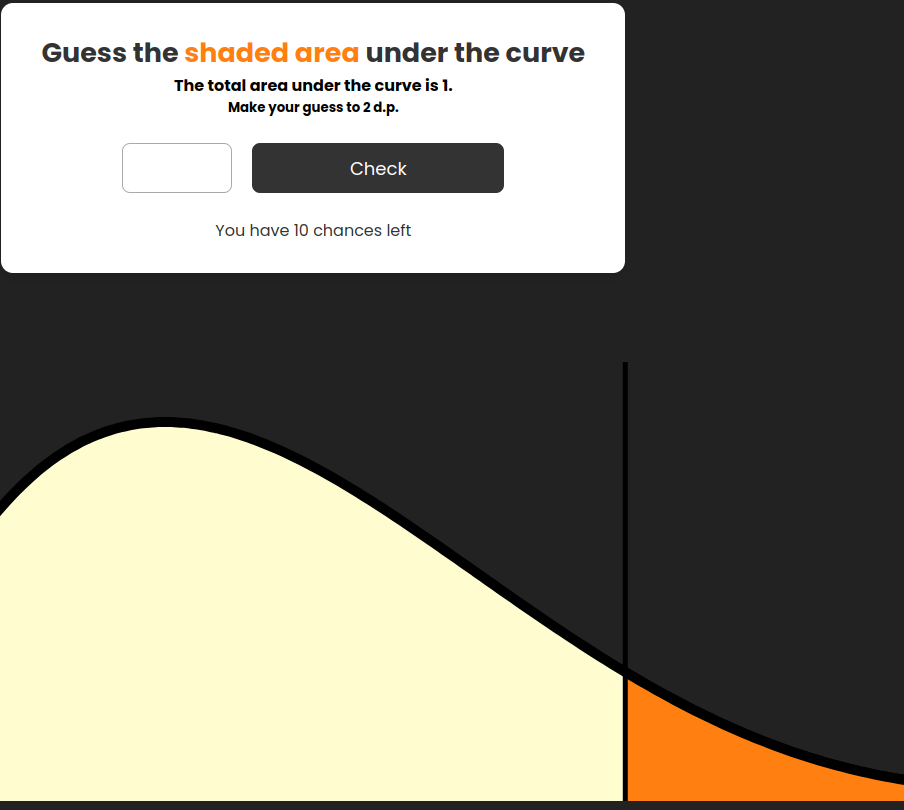 Guess the shaded area under the curve
The total area under the curve is 1.
Make your guess to 2 d.p.
Check
You have 10 chances left